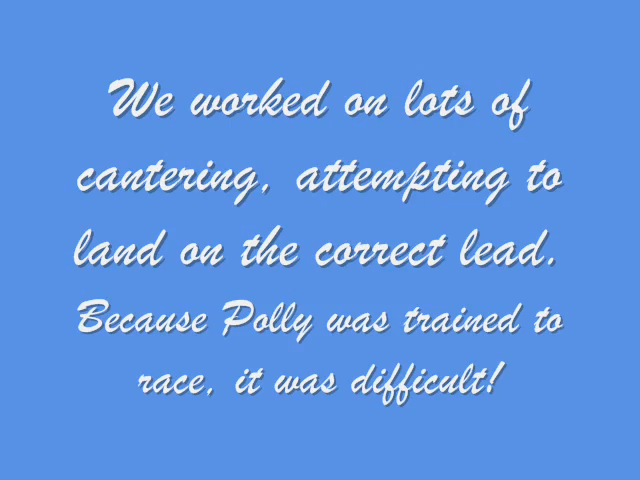 We worked on lots of
cantering, attempting to
land on the correct lead.
Because Polly was trained to
race, it was difficult!